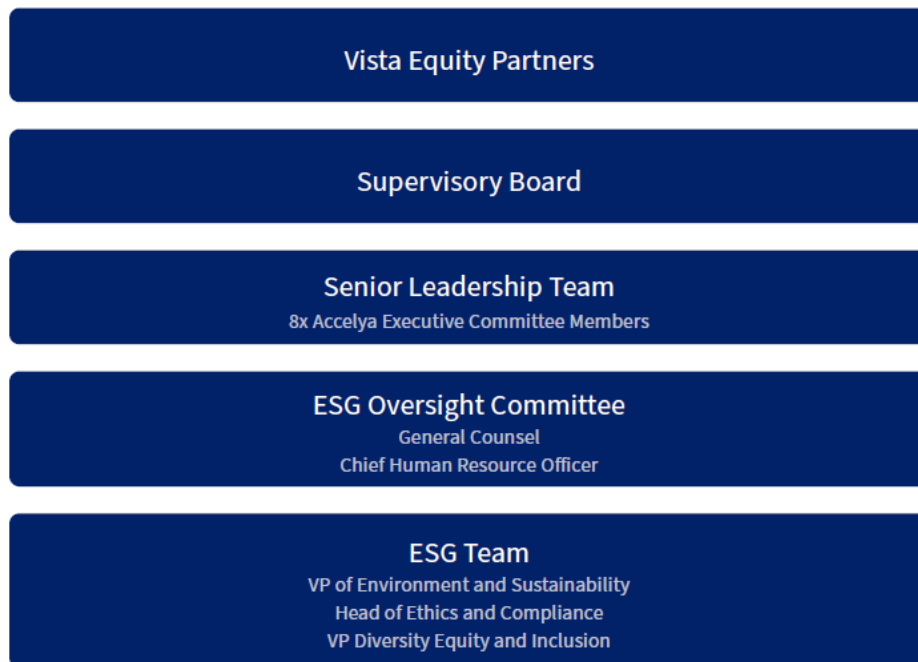 Vista Equity Partners
Supervisory Board
Senior Leadership Team
8x Accelya Executive Committee Members
ESG Oversight Committee
General Counsel
Chief Human Resource Officer
ESG Team
VP of Environment and Sustainability
Head of Ethics and Compliance
VP Diversity Equity and Inclusion